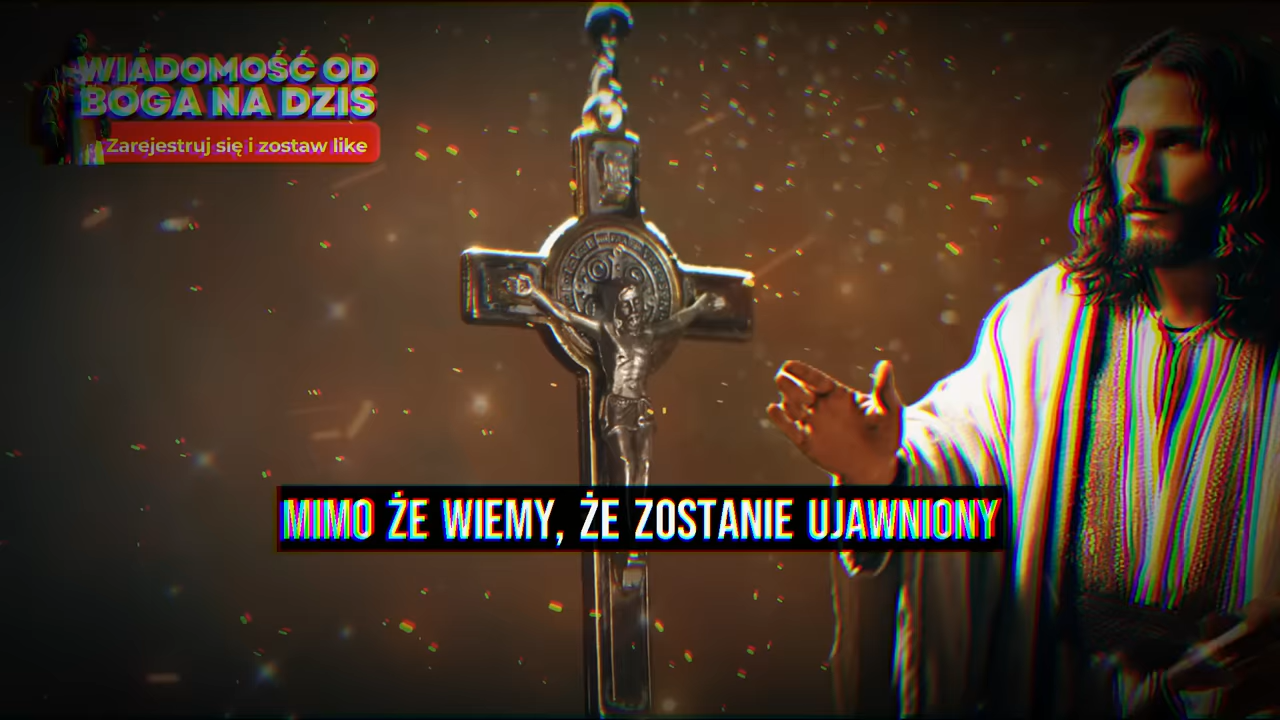 WIADOMOŚĆ OD
BOGA NA DZIS
Zarejestruj się i zostaw like
MIMO ŻE WIEMY, ŻE ZOSTANIE UJAWNIONY